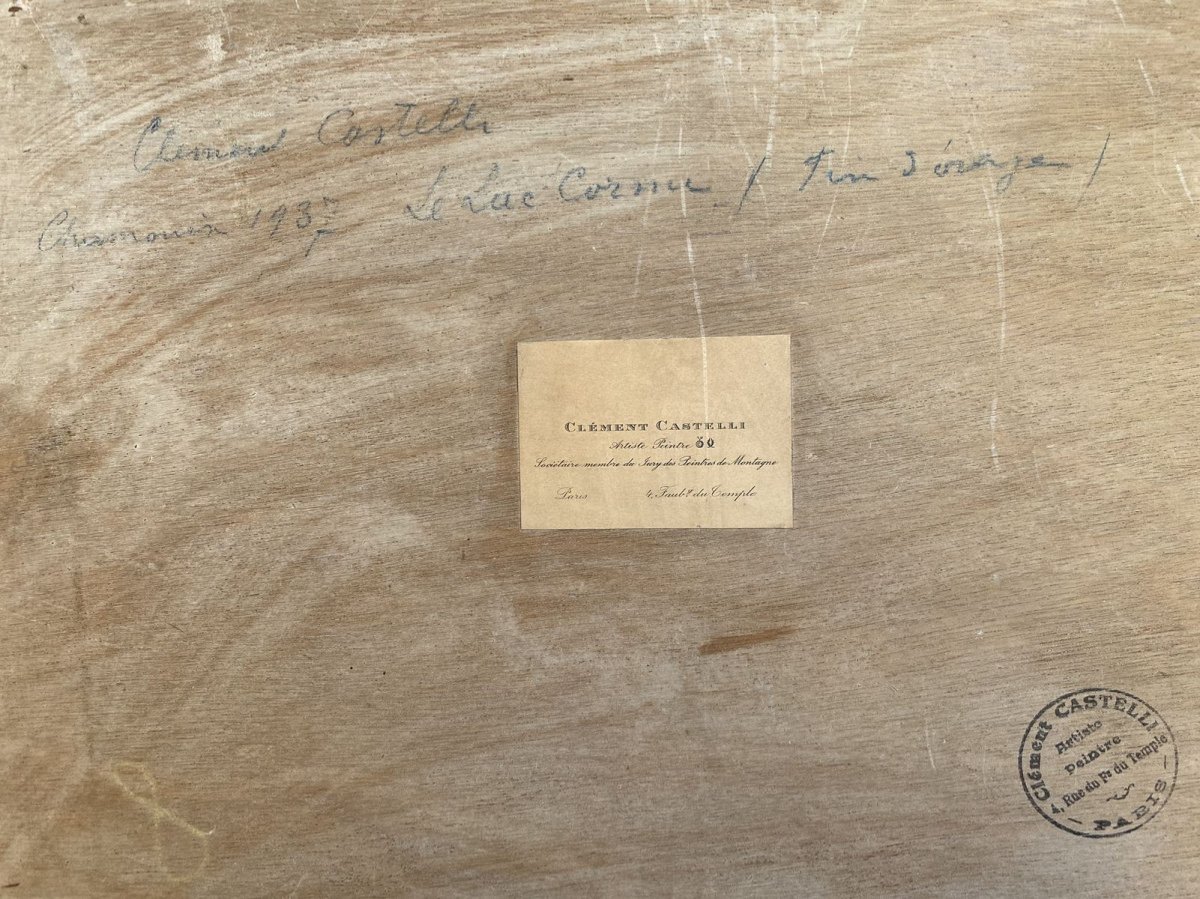 Clément Castelli
Chamonix 1937
Le Lac Cornu / Fin d'orage /
CLÉMENT CASTELLI
Artiste Peintre
Sociétaire membre du Jury des Peintres de Montagne
Paris 4, Faubg du Temple
Clément CASTELLI
Artiste
Peintre
4, Rue du Fg du Temple
— PARIS —